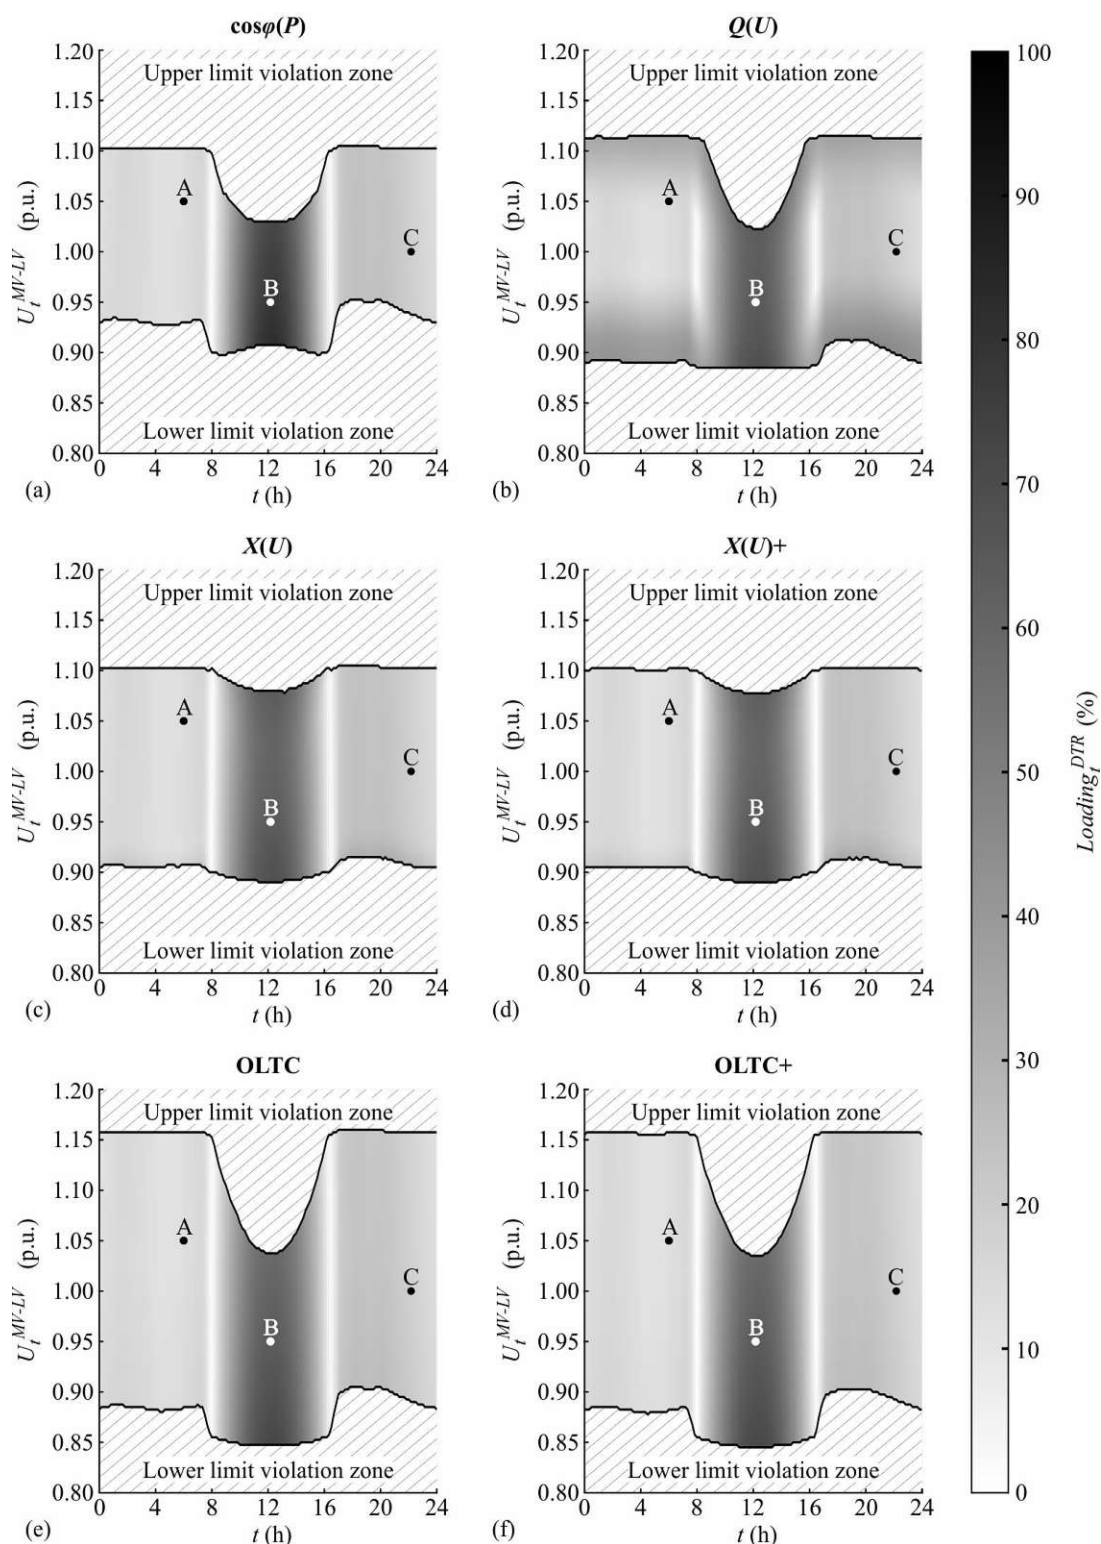 cosφ(P)
1.20
1.15
1.10
1.05
1.00
0.95
0.90
0.85
0.80
U_t^MV-LV (p.u.)
Upper limit violation zone
A
B
C
Lower limit violation zone
0 4 8 12 16 20 24
t (h)
(a)
Q(U)
1.20
1.15
1.10
1.05
1.00
0.95
0.90
0.85
0.80
U_t^MV-LV (p.u.)
Upper limit violation zone
A
B
C
Lower limit violation zone
0 4 8 12 16 20 24
t (h)
(b)
X(U)
1.20
1.15
1.10
1.05
1.00
0.95
0.90
0.85
0.80
U_t^MV-LV (p.u.)
Upper limit violation zone
A
B
C
Lower limit violation zone
0 4 8 12 16 20 24
t (h)
(c)
X(U)+
1.20
1.15
1.10
1.05
1.00
0.95
0.90
0.85
0.80
U_t^MV-LV (p.u.)
Upper limit violation zone
A
B
C
Lower limit violation zone
0 4 8 12 16 20 24
t (h)
(d)
OLTC
1.20
1.15
1.10
1.05
1.00
0.95
0.90
0.85
0.80
U_t^MV-LV (p.u.)
Upper limit violation zone
A
B
C
Lower limit violation zone
0 4 8 12 16 20 24
t (h)
(e)
OLTC+
1.20
1.15
1.10
1.05
1.00
0.95
0.90
0.85
0.80
U_t^MV-LV (p.u.)
Upper limit violation zone
A
B
C
Lower limit violation zone
0 4 8 12 16 20 24
t (h)
(f)
100
90
80
70
60
50
40
30
20
10
0
Loading_t^DTR (%)